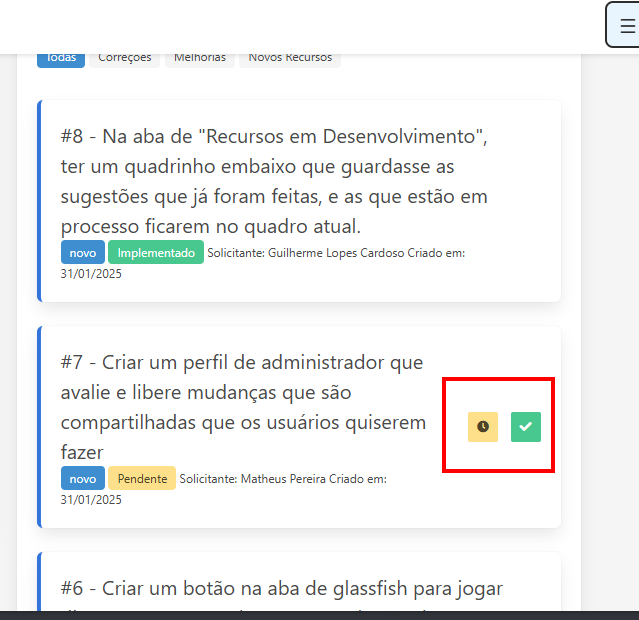 Todas Correções Melhorias Novos Recursos
#8 - Na aba de "Recursos em Desenvolvimento",
ter um quadrinho embaixo que guardasse as
sugestões que já foram feitas, e as que estão em
processo ficarem no quadro atual.
novo Implementado Solicitante: Guilherme Lopes Cardoso Criado em:
31/01/2025
#7 - Criar um perfil de administrador que
avalie e libere mudanças que são
compartilhadas que os usuários quiserem
fazer
novo Pendente Solicitante: Matheus Pereira Criado em:
31/01/2025
#6 - Criar um botão na aba de glassfish para jogar